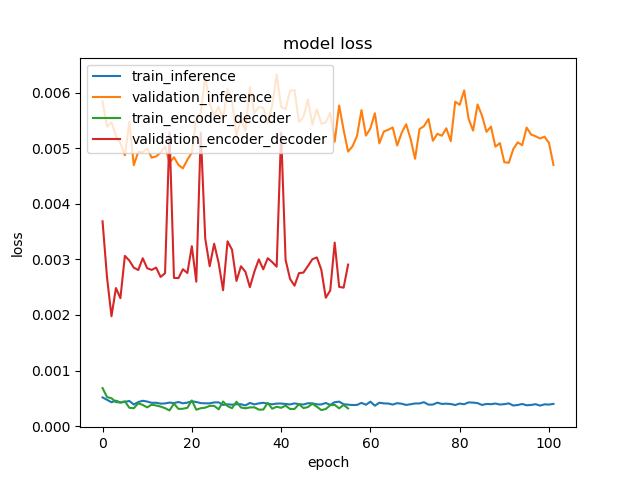 model loss
train_inference
validation_inference
train_encoder_decoder
validation_encoder_decoder
loss
0.006
0.005
0.004
0.003
0.002
0.001
0.000
0 20 40 60 80 100
epoch